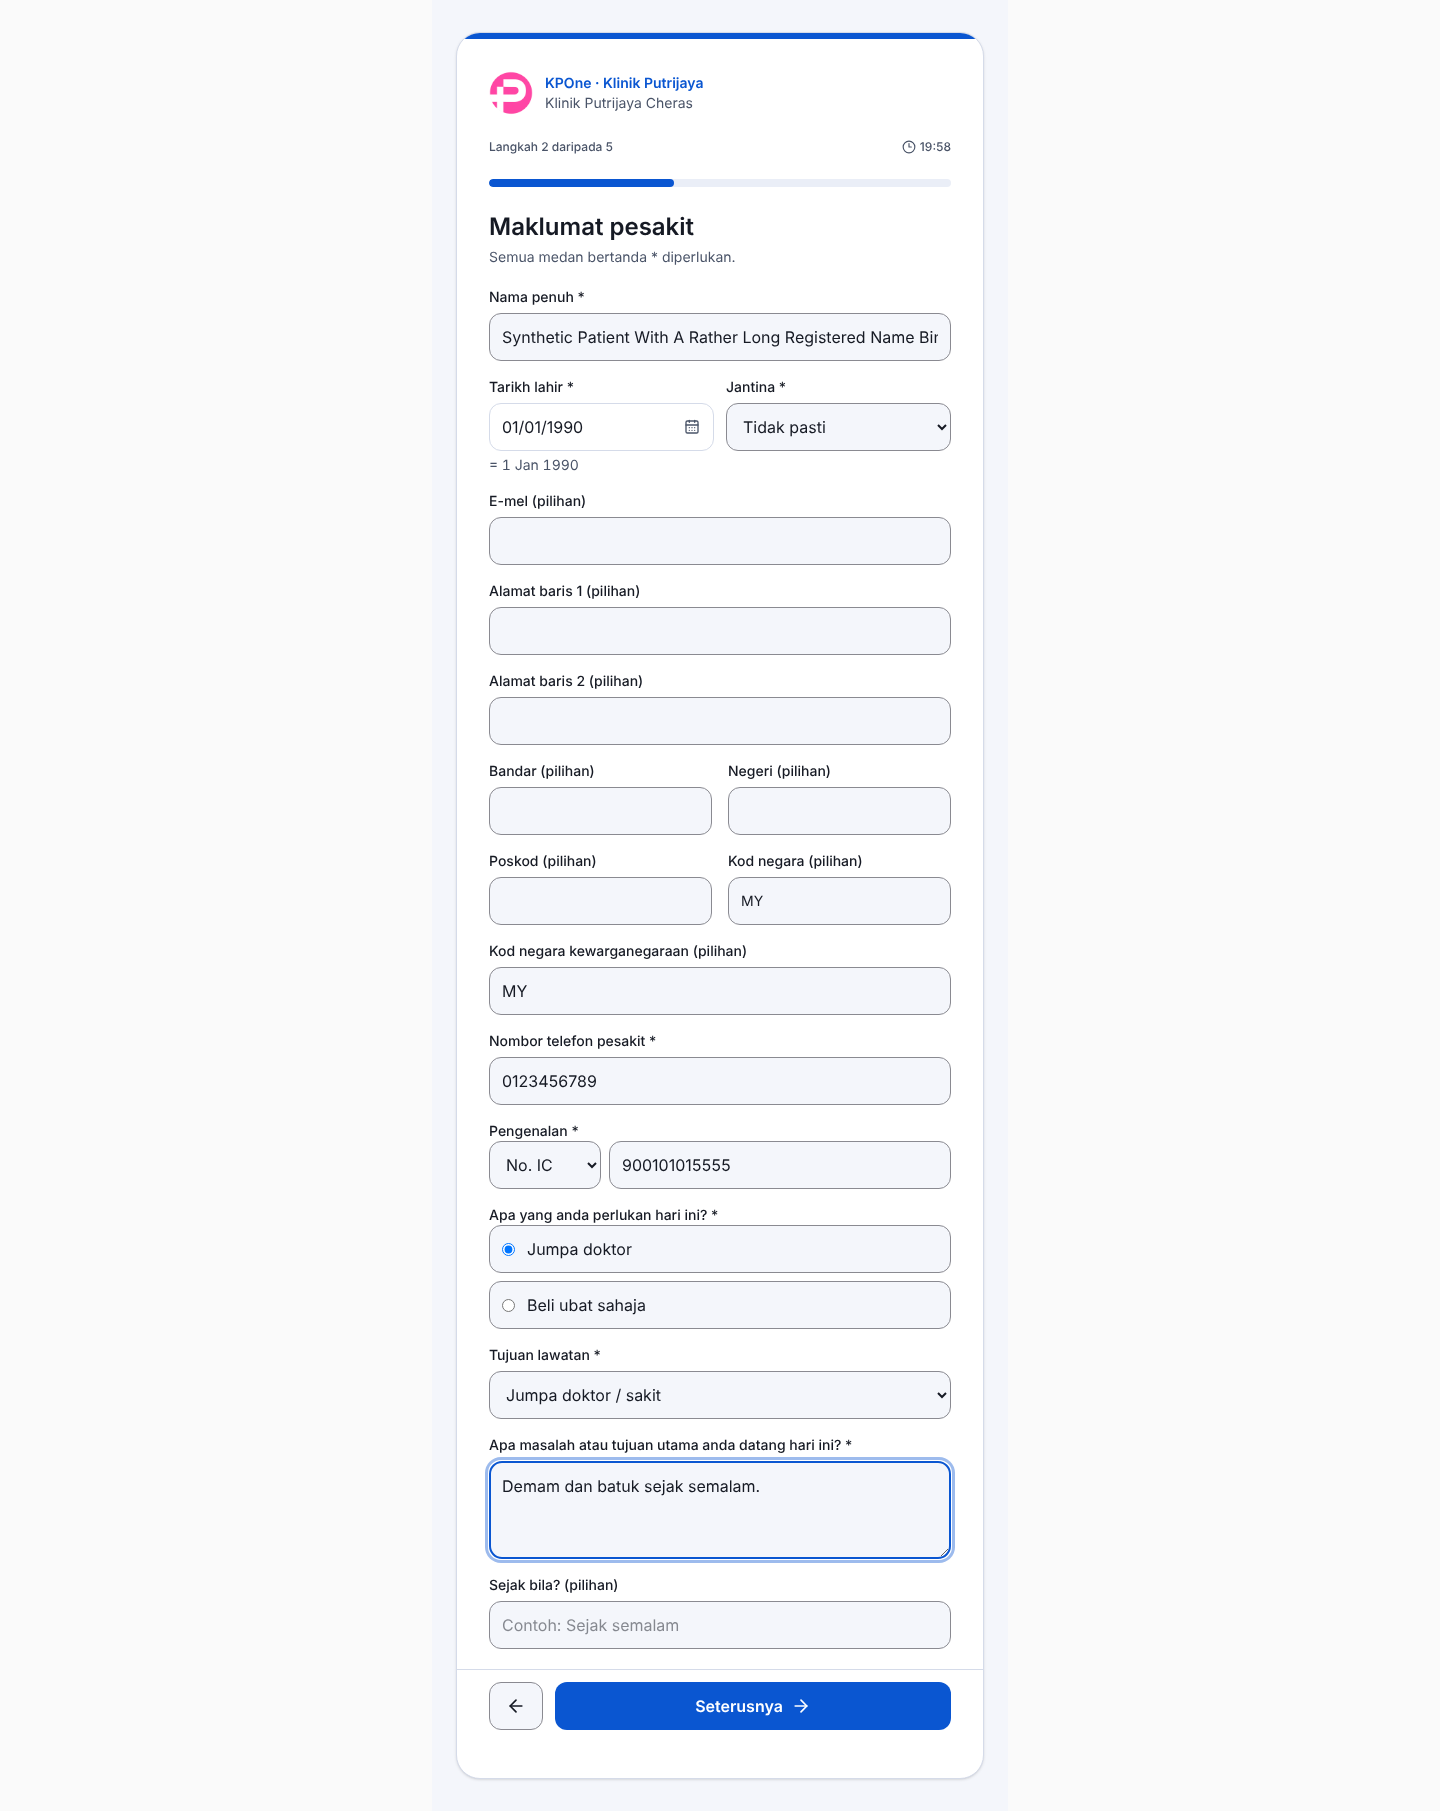 KPOne · Klinik Putrijaya
Klinik Putrijaya Cheras
Langkah 2 daripada 5
19:58
Maklumat pesakit
Semua medan bertanda * diperlukan.
Nama penuh *
Synthetic Patient With A Rather Long Registered Name Bin
Tarikh lahir *
Jantina *
01/01/1990
Tidak pasti
= 1 Jan 1990
E-mel (pilihan)
Alamat baris 1 (pilihan)
Alamat baris 2 (pilihan)
Bandar (pilihan)
Negeri (pilihan)
Poskod (pilihan)
Kod negara (pilihan)
MY
Kod negara kewarganegaraan (pilihan)
MY
Nombor telefon pesakit *
0123456789
Pengenalan *
No. IC
900101015555
Apa yang anda perlukan hari ini? *
Jumpa doktor
Beli ubat sahaja
Tujuan lawatan *
Jumpa doktor / sakit
Apa masalah atau tujuan utama anda datang hari ini? *
Demam dan batuk sejak semalam.
Sejak bila? (pilihan)
Contoh: Sejak semalam
Seterusnya